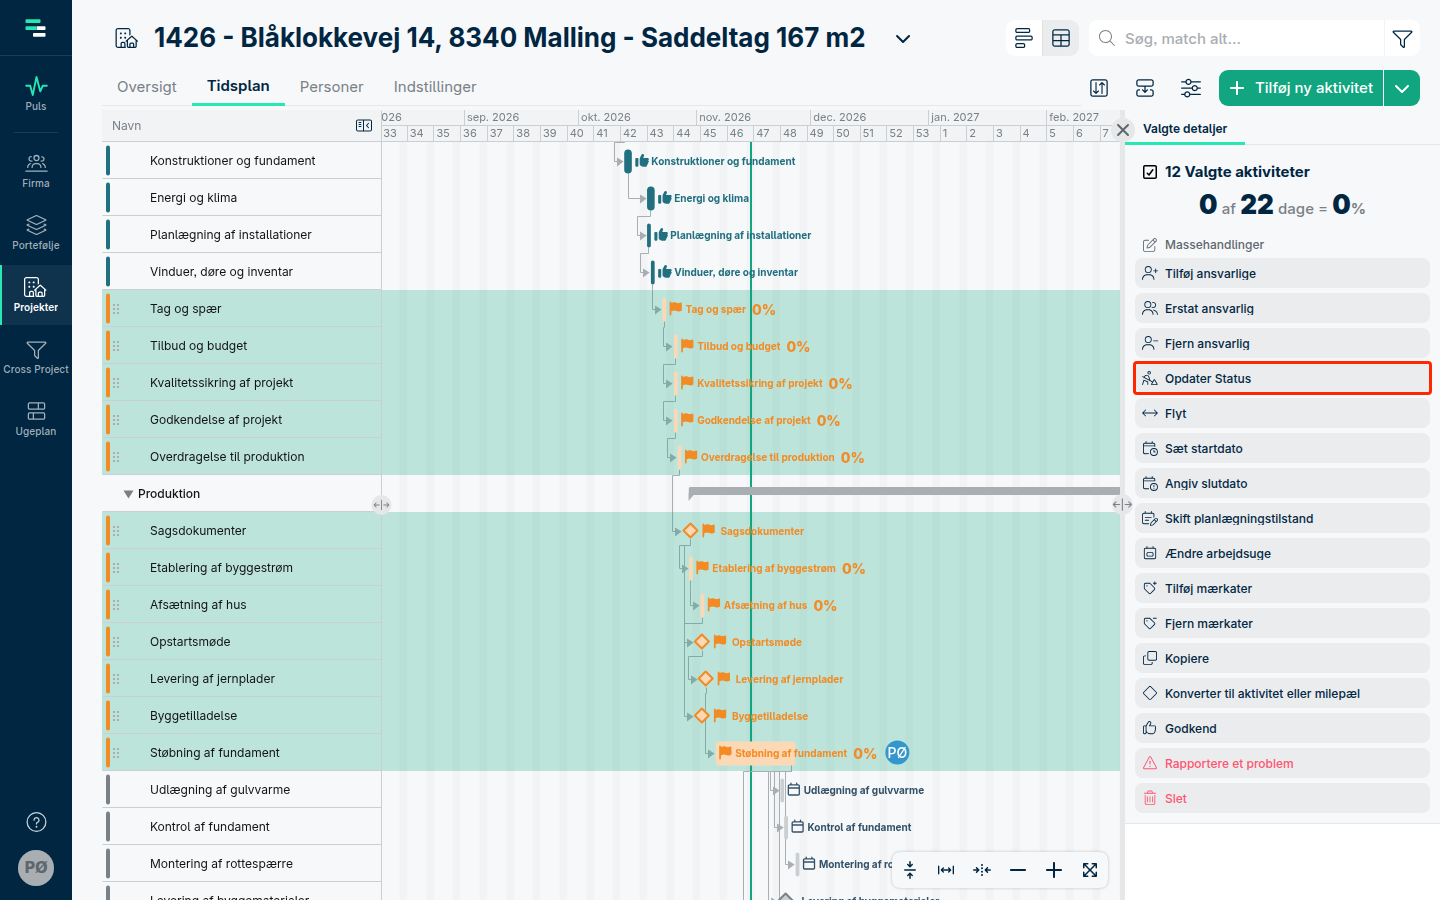 1426 - Blåklokkevej 14, 8340 Malling - Saddeltag 167 m2
Søg, match alt...
Oversigt Tidsplan Personer Indstillinger
Tilføj ny aktivitet
Puls
Firma
Portefølje
Projekter
Cross Project
Ugeplan
PØ
Navn
026 sep. 2026 okt. 2026 nov. 2026 dec. 2026 jan. 2027 feb. 2027
33 34 35 36 37 38 39 40 41 42 43 44 45 46 47 48 49 50 51 52 53 1 2 3 4 5 6 7
Konstruktioner og fundament Konstruktioner og fundament
Energi og klima Energi og klima
Planlægning af installationer Planlægning af installationer
Vinduer, døre og inventar Vinduer, døre og inventar
Tag og spær Tag og spær 0%
Tilbud og budget Tilbud og budget 0%
Kvalitetssikring af projekt Kvalitetssikring af projekt 0%
Godkendelse af projekt Godkendelse af projekt 0%
Overdragelse til produktion Overdragelse til produktion 0%
Produktion
Sagsdokumenter Sagsdokumenter
Etablering af byggestrøm Etablering af byggestrøm 0%
Afsætning af hus Afsætning af hus 0%
Opstartsmøde Opstartsmøde
Levering af jernplader Levering af jernplader
Byggetilladelse Byggetilladelse
Støbning af fundament Støbning af fundament 0% PØ
Udlægning af gulvvarme Udlægning af gulvvarme
Kontrol af fundament Kontrol af fundament
Montering af rottespærre Montering af ro
Levering af byggematerialer Levering af byggematerialer
Valgte detaljer
12 Valgte aktiviteter
0 af 22 dage = 0%
Massehandlinger
Tilføj ansvarlige
Erstat ansvarlig
Fjern ansvarlig
Opdater Status
Flyt
Sæt startdato
Angiv slutdato
Skift planlægningstilstand
Ændre arbejdsuge
Tilføj mærkater
Fjern mærkater
Kopiere
Konverter til aktivitet eller milepæl
Godkend
Rapportere et problem
Slet